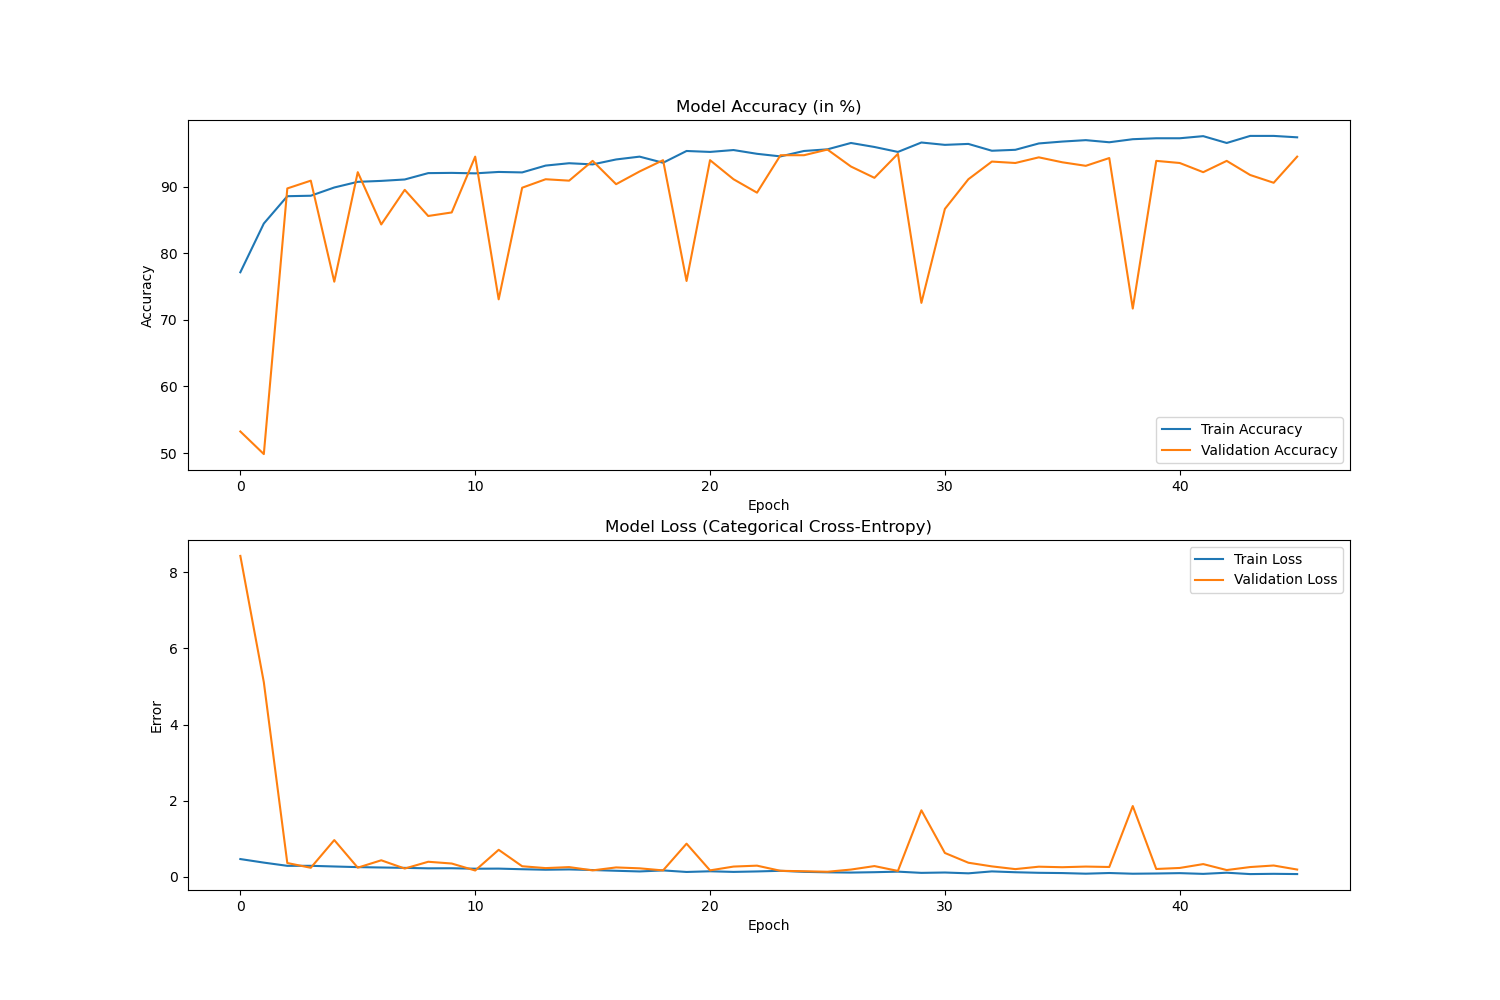 Model Accuracy (in %)
90
80
70
60
50
Accuracy
Train Accuracy
Validation Accuracy
0 10 20 30 40
Epoch
Model Loss (Categorical Cross-Entropy)
Train Loss
Validation Loss
8
6
4
2
0
Error
0 10 20 30 40
Epoch